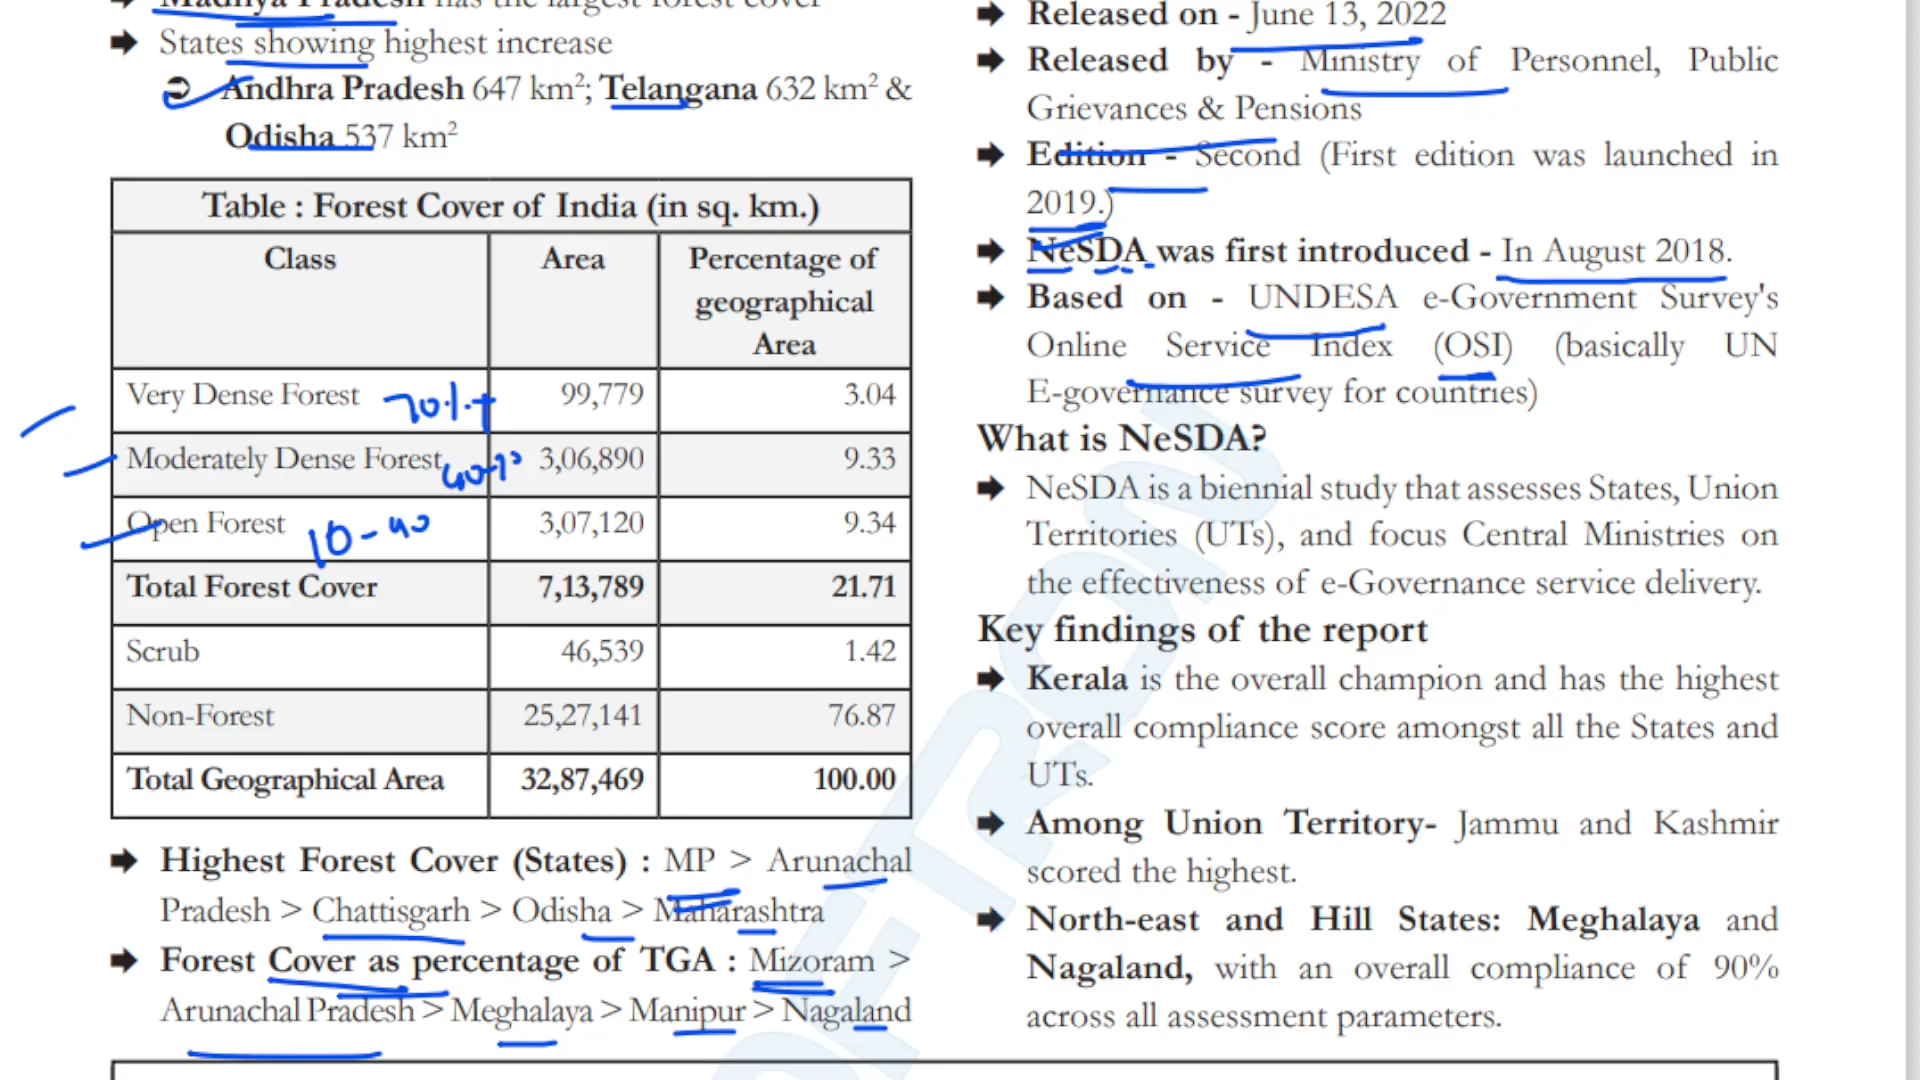 Madhya Pradesh has the largest forest cover
States showing highest increase
Andhra Pradesh 647 km²; Telangana 632 km² &
Odisha 537 km²
Table : Forest Cover of India (in sq. km.)
Class Area Percentage of
geographical
Area
Very Dense Forest 70%+ 99,779 3.04
Moderately Dense Forest 40-70 3,06,890 9.33
Open Forest 10-40 3,07,120 9.34
Total Forest Cover 7,13,789 21.71
Scrub 46,539 1.42
Non-Forest 25,27,141 76.87
Total Geographical Area 32,87,469 100.00
Highest Forest Cover (States) : MP > Arunachal
Pradesh > Chattisgarh > Odisha > Maharashtra
Forest Cover as percentage of TGA : Mizoram >
Arunachal Pradesh > Meghalaya > Manipur > Nagaland
Released on - June 13, 2022
Released by - Ministry of Personnel, Public
Grievances & Pensions
Edition - Second (First edition was launched in
2019.)
NeSDA was first introduced - In August 2018.
Based on - UNDESA e-Government Survey's
Online Service Index (OSI) (basically UN
E-governance survey for countries)
What is NeSDA?
NeSDA is a biennial study that assesses States, Union
Territories (UTs), and focus Central Ministries on
the effectiveness of e-Governance service delivery.
Key findings of the report
Kerala is the overall champion and has the highest
overall compliance score amongst all the States and
UTs.
Among Union Territory- Jammu and Kashmir
scored the highest.
North-east and Hill States: Meghalaya and
Nagaland, with an overall compliance of 90%
across all assessment parameters.